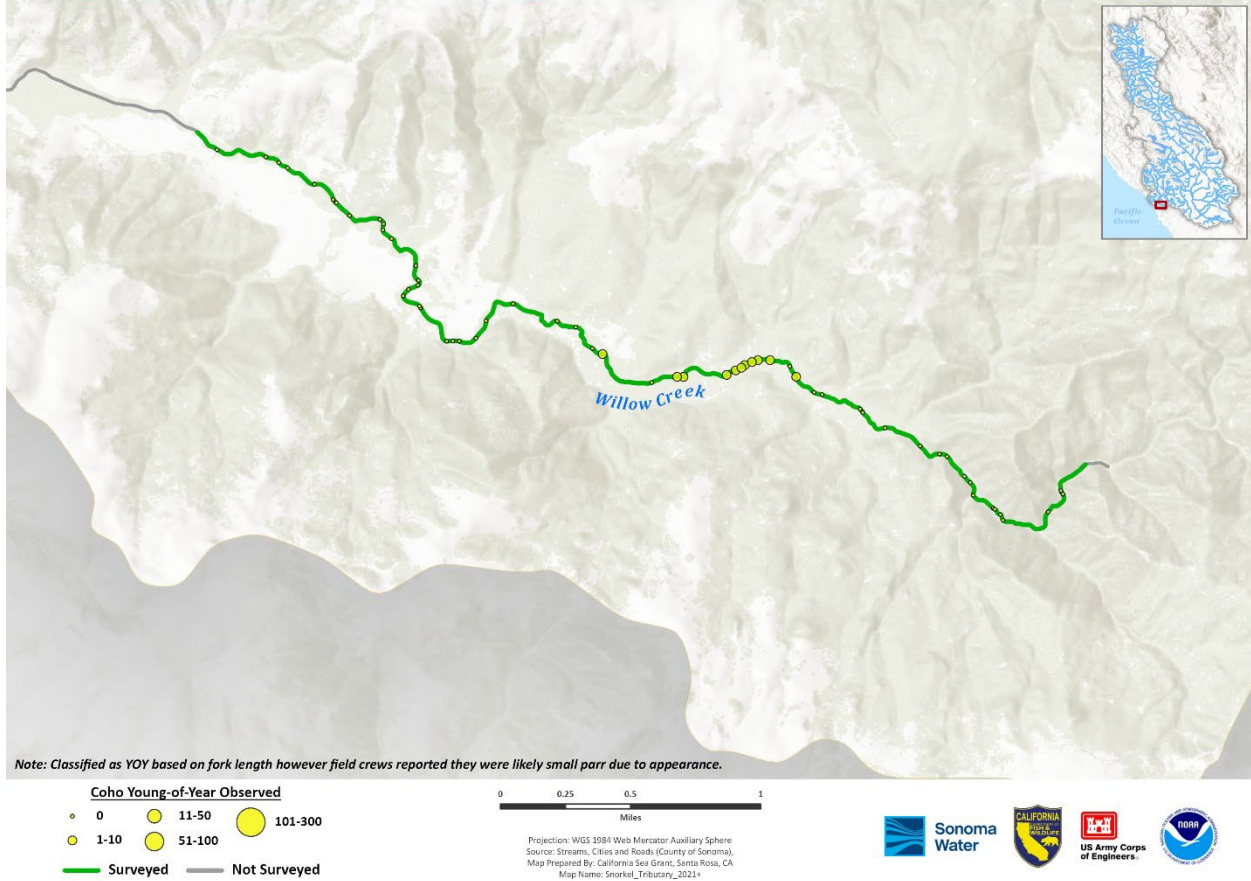 Pacific
Ocean
Willow Creek
Note: Classified as YOY based on fork length however field crews reported they were likely small parr due to appearance.
Coho Young-of-Year Observed
0
11-50
101-300
1-10
51-100
Surveyed
Not Surveyed
0 0.25 0.5 1
Miles
Projection: WGS 1984 Web Mercator Auxiliary Sphere
Source: Streams, Cities and Roads (County of Sonoma),
Map Prepared By: California Sea Grant, Santa Rosa, CA
Map Name: Snorkel_Tributary_2021+
Sonoma
Water
CALIFORNIA
FISH &
WILDLIFE
US Army Corps
of Engineers®
NOAA